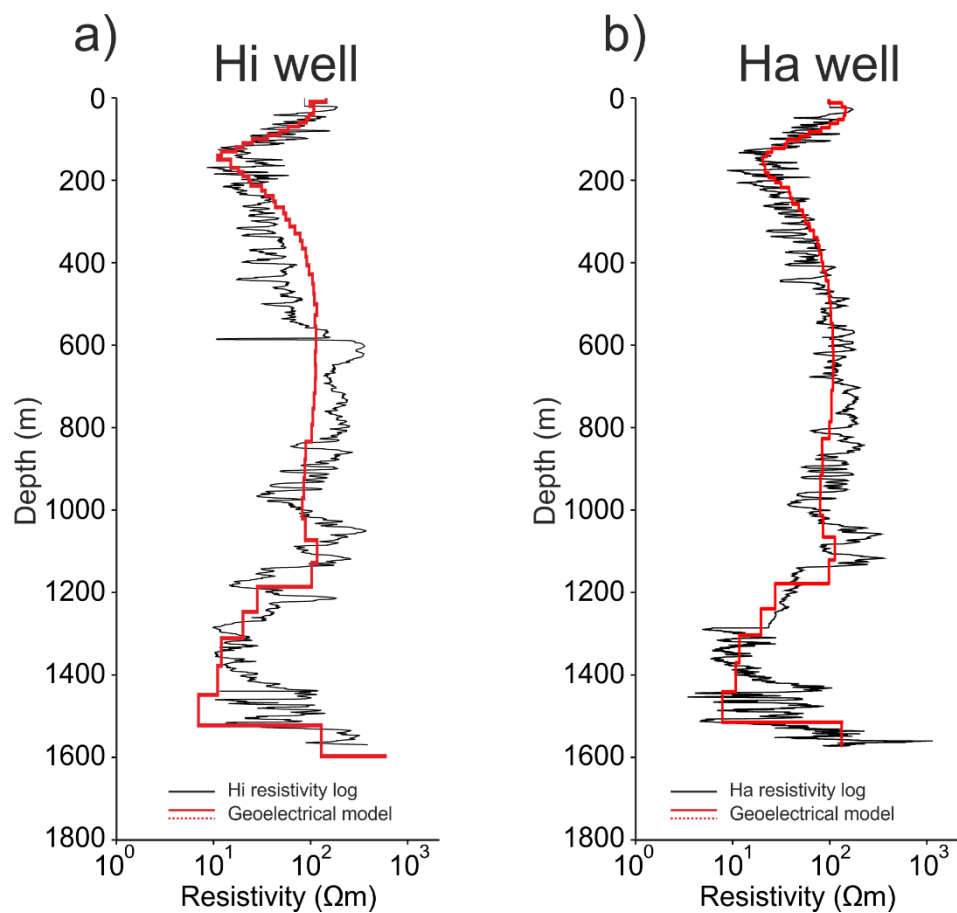 a)
Hi well
0
200
400
600
800
1000
1200
1400
1600
1800
Depth (m)
Hi resistivity log
Geoelectrical model
10⁰
10¹
10²
10³
Resistivity (Ωm)
b)
Ha well
0
200
400
600
800
1000
1200
1400
1600
1800
Depth (m)
Ha resistivity log
Geoelectrical model
10⁰
10¹
10²
10³
Resistivity (Ωm)